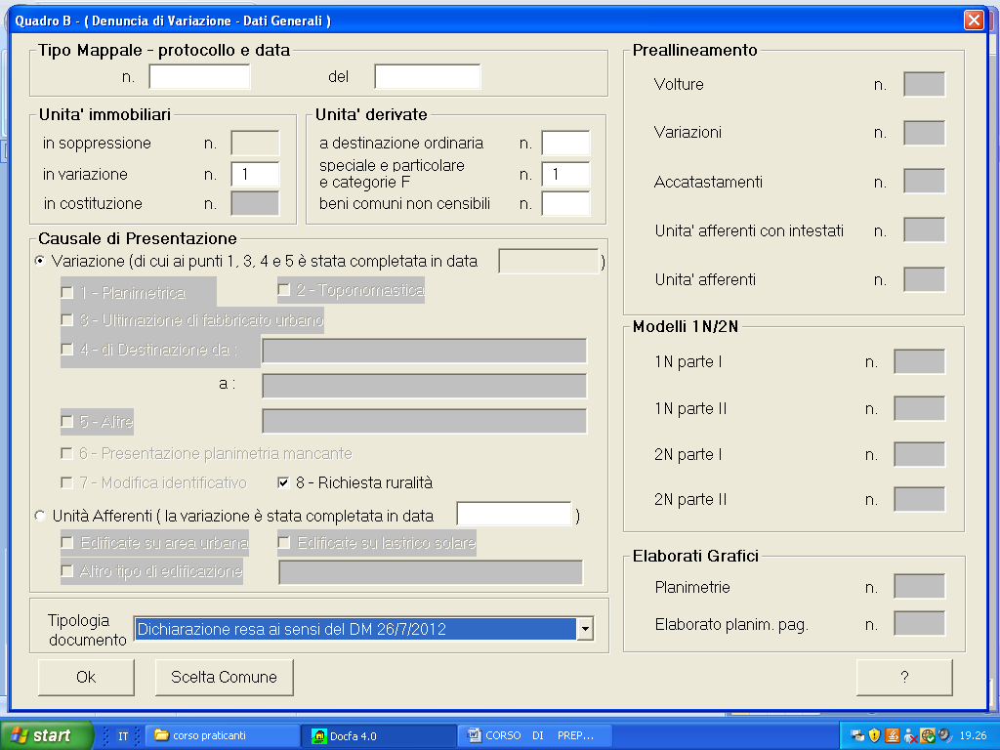 Quadro B - ( Denuncia di Variazione - Dati Generali )
Tipo Mappale - protocollo e data
n.
del
Unita' immobiliari
in soppressione n.
in variazione n. 1
in costituzione n.
Unita' derivate
a destinazione ordinaria n.
speciale e particolare
e categorie F n. 1
beni comuni non censibili n.
Causale di Presentazione
Variazione (di cui ai punti 1, 3, 4 e 5 è stata completata in data )
1 - Planimetrica
2 - Toponomastica
3 - Ultimazione di fabbricato urbano
4 - di Destinazione da :
a :
5 - Altre
6 - Presentazione planimetria mancante
7 - Modifica identificativo
8 - Richiesta ruralità
Unità Afferenti ( la variazione è stata completata in data )
Edificate su area urbana
Edificate su lastrico solare
Altro tipo di edificazione
Tipologia
documento
Dichiarazione resa ai sensi del DM 26/7/2012
Ok
Scelta Comune
Preallineamento
Volture n.
Variazioni n.
Accatastamenti n.
Unita' afferenti con intestati n.
Unita' afferenti n.
Modelli 1N/2N
1N parte I n.
1N parte II n.
2N parte I n.
2N parte II n.
Elaborati Grafici
Planimetrie n.
Elaborato planim. pag. n.
?
start
IT
corso praticanti
Docfa 4.0
CORSO DI PREP...
19.26